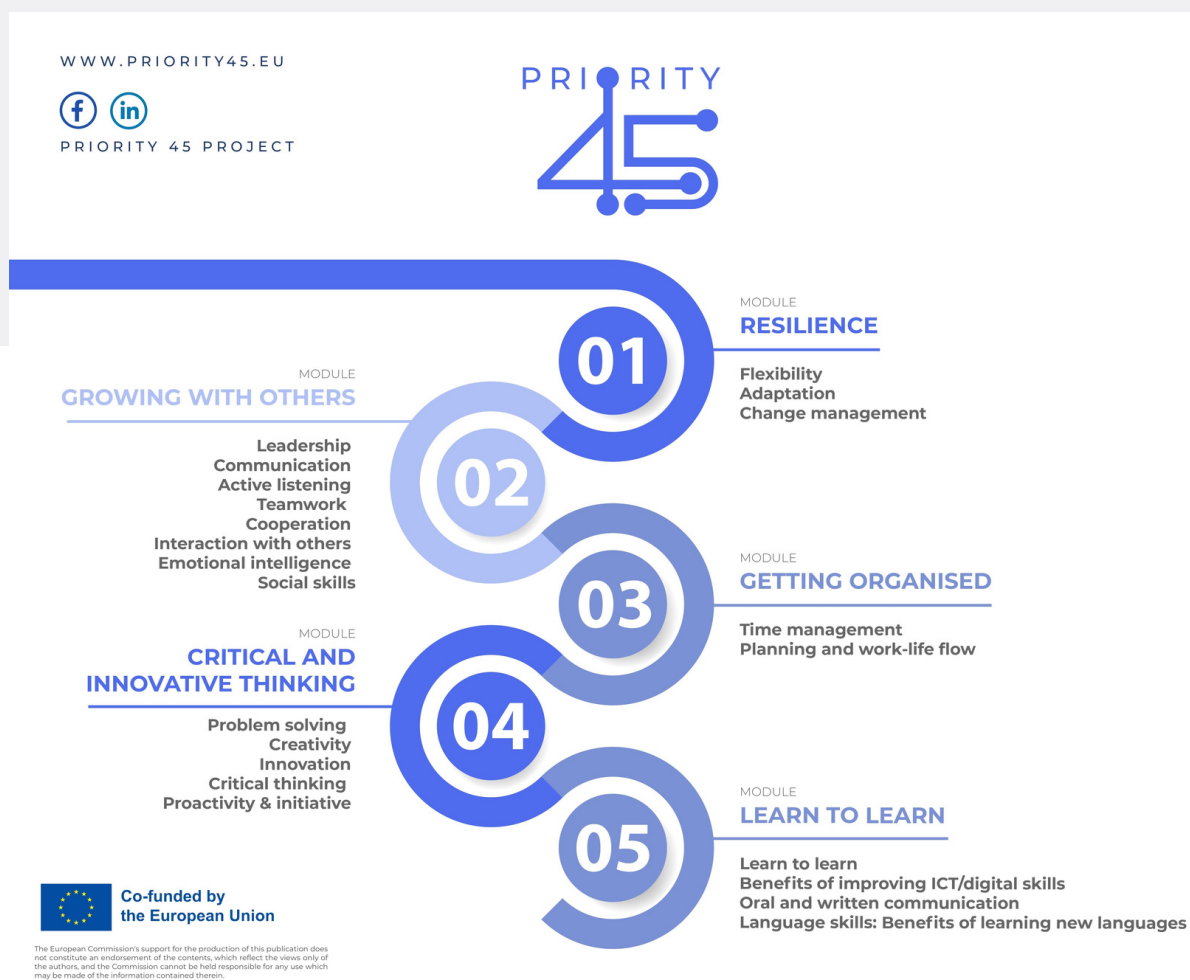 WWW.PRIORITY45.EU
PRIORITY 45 PROJECT
PRIORITY
45
01
MODULE
RESILIENCE
Flexibility
Adaptation
Change management
02
MODULE
GROWING WITH OTHERS
Leadership
Communication
Active listening
Teamwork
Cooperation
Interaction with others
Emotional intelligence
Social skills
03
MODULE
GETTING ORGANISED
Time management
Planning and work-life flow
04
MODULE
CRITICAL AND
INNOVATIVE THINKING
Problem solving
Creativity
Innovation
Critical thinking
Proactivity & initiative
05
MODULE
LEARN TO LEARN
Learn to learn
Benefits of improving ICT/digital skills
Oral and written communication
Language skills: Benefits of learning new languages
Co-funded by
the European Union
The European Commission's support for the production of this publication does
not constitute an endorsement of the contents, which reflect the views only of
the authors, and the Commission cannot be held responsible for any use which
may be made of the information contained therein.